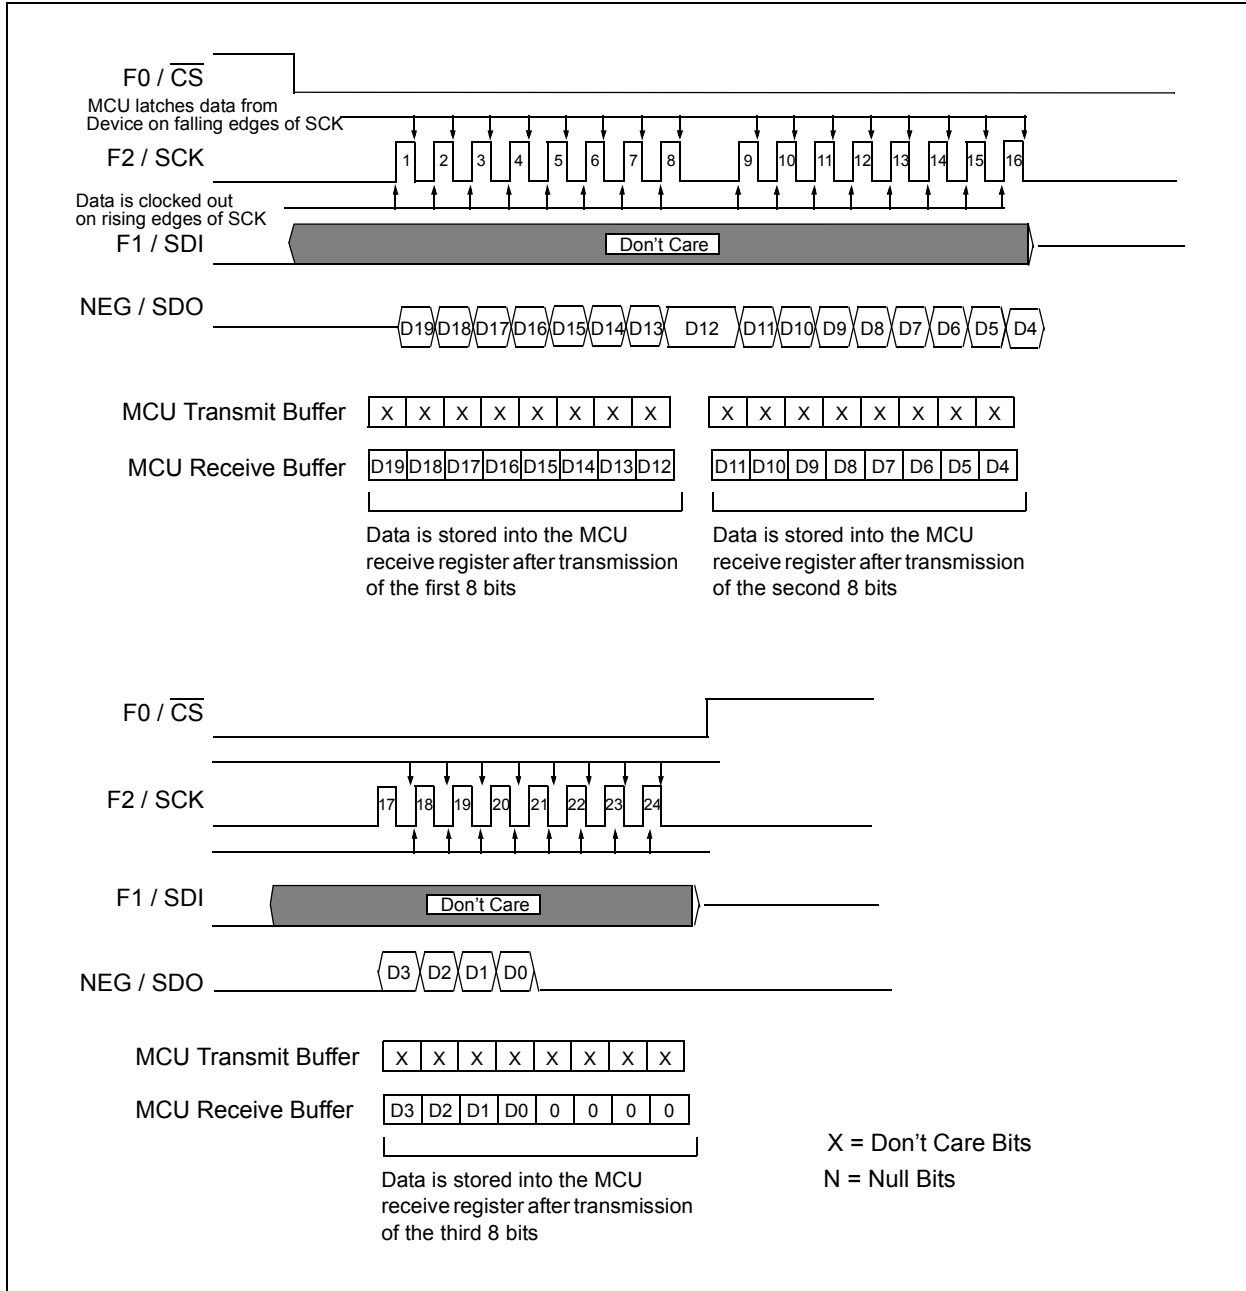 F0 / CS
MCU latches data from
Device on falling edges of SCK
F2 / SCK
1 2 3 4 5 6 7 8 9 10 11 12 13 14 15 16
Data is clocked out
on rising edges of SCK
F1 / SDI
Don't Care
NEG / SDO
D19 D18 D17 D16 D15 D14 D13 D12 D11 D10 D9 D8 D7 D6 D5 D4
MCU Transmit Buffer
X X X X X X X X X X X X X X X X
MCU Receive Buffer
D19 D18 D17 D16 D15 D14 D13 D12 D11 D10 D9 D8 D7 D6 D5 D4
Data is stored into the MCU
receive register after transmission
of the first 8 bits
Data is stored into the MCU
receive register after transmission
of the second 8 bits
F0 / CS
F2 / SCK
17 18 19 20 21 22 23 24
F1 / SDI
Don't Care
NEG / SDO
D3 D2 D1 D0
MCU Transmit Buffer
X X X X X X X X
MCU Receive Buffer
D3 D2 D1 D0 0 0 0 0
Data is stored into the MCU
receive register after transmission
of the third 8 bits
X = Don't Care Bits
N = Null Bits